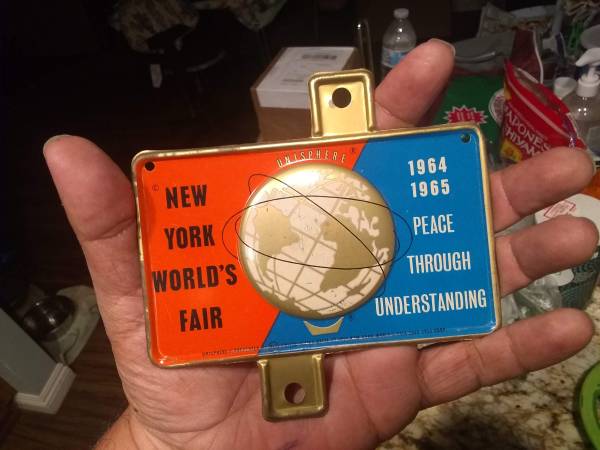 UNISPHERE®
© NEW
YORK
WORLD'S
FAIR
1964
1965
PEACE
THROUGH
UNDERSTANDING
®